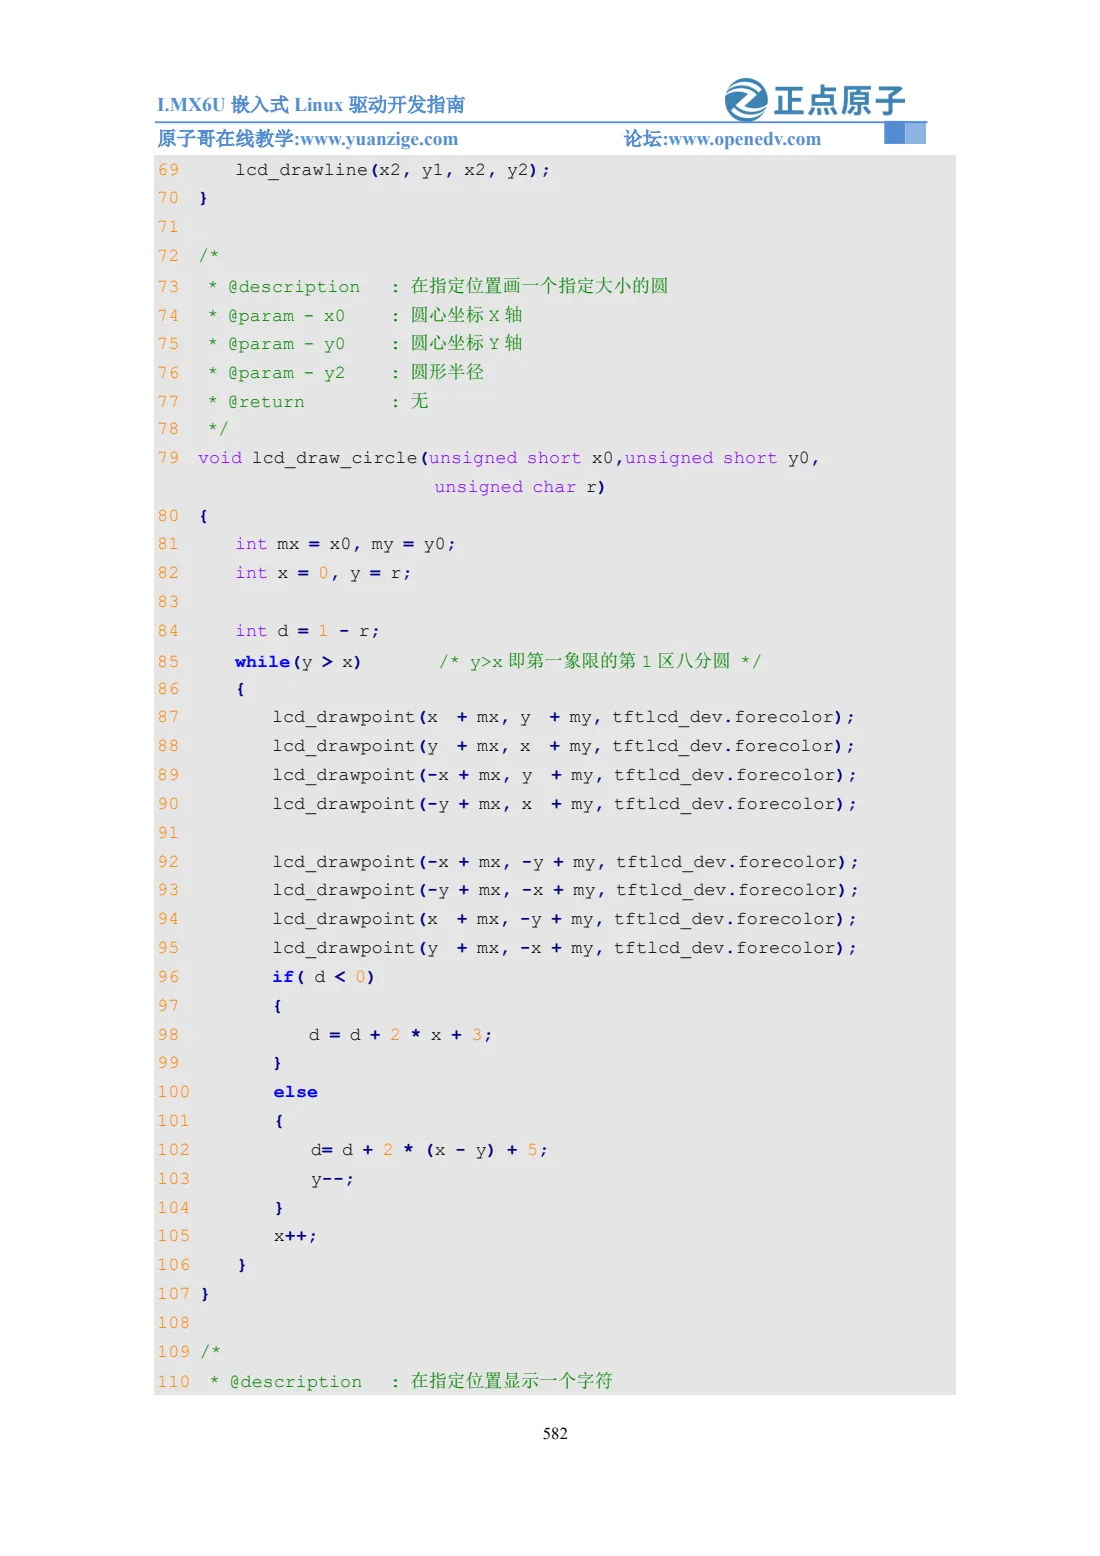 I.MX6U 嵌入式 Linux 驱动开发指南
正点原子
原子哥在线教学:www.yuanzige.com 论坛:www.openedv.com
69 lcd_drawline(x2, y1, x2, y2);
70 }
71
72 /*
73 * @description : 在指定位置画一个指定大小的圆
74 * @param - x0 : 圆心坐标 X 轴
75 * @param - y0 : 圆心坐标 Y 轴
76 * @param - y2 : 圆形半径
77 * @return : 无
78 */
79 void lcd_draw_circle(unsigned short x0,unsigned short y0,
unsigned char r)
80 {
81 int mx = x0, my = y0;
82 int x = 0, y = r;
83
84 int d = 1 - r;
85 while(y > x) /* y>x 即第一象限的第 1 区八分圆 */
86 {
87 lcd_drawpoint(x + mx, y + my, tftlcd_dev.forecolor);
88 lcd_drawpoint(y + mx, x + my, tftlcd_dev.forecolor);
89 lcd_drawpoint(-x + mx, y + my, tftlcd_dev.forecolor);
90 lcd_drawpoint(-y + mx, x + my, tftlcd_dev.forecolor);
91
92 lcd_drawpoint(-x + mx, -y + my, tftlcd_dev.forecolor);
93 lcd_drawpoint(-y + mx, -x + my, tftlcd_dev.forecolor);
94 lcd_drawpoint(x + mx, -y + my, tftlcd_dev.forecolor);
95 lcd_drawpoint(y + mx, -x + my, tftlcd_dev.forecolor);
96 if( d < 0)
97 {
98 d = d + 2 * x + 3;
99 }
100 else
101 {
102 d= d + 2 * (x - y) + 5;
103 y--;
104 }
105 x++;
106 }
107 }
108
109 /*
110 * @description : 在指定位置显示一个字符
582